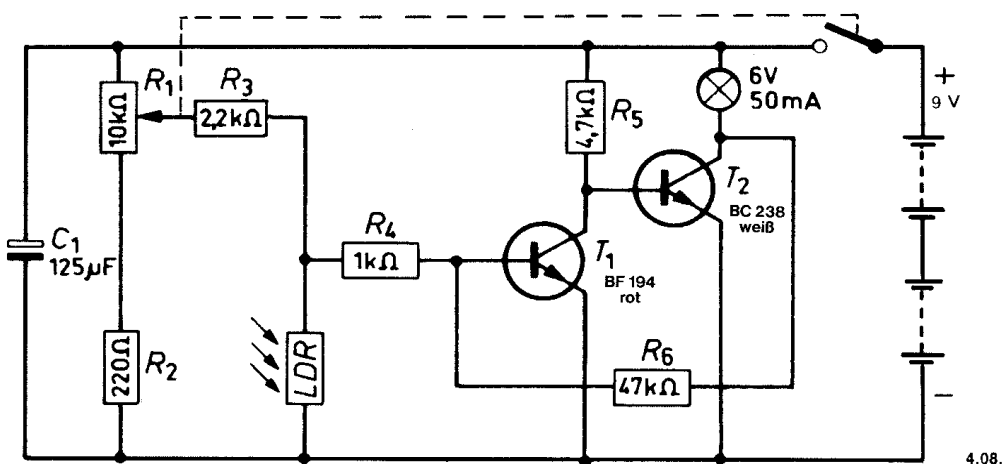 R1
10kΩ
R3
2,2kΩ
R5
4,7kΩ
6V
50mA
+
9 V
T2
BC 238
weiß
C1
125µF
R4
1kΩ
T1
BF 194
rot
R2
220Ω
LDR
R6
47kΩ
−
4.08.